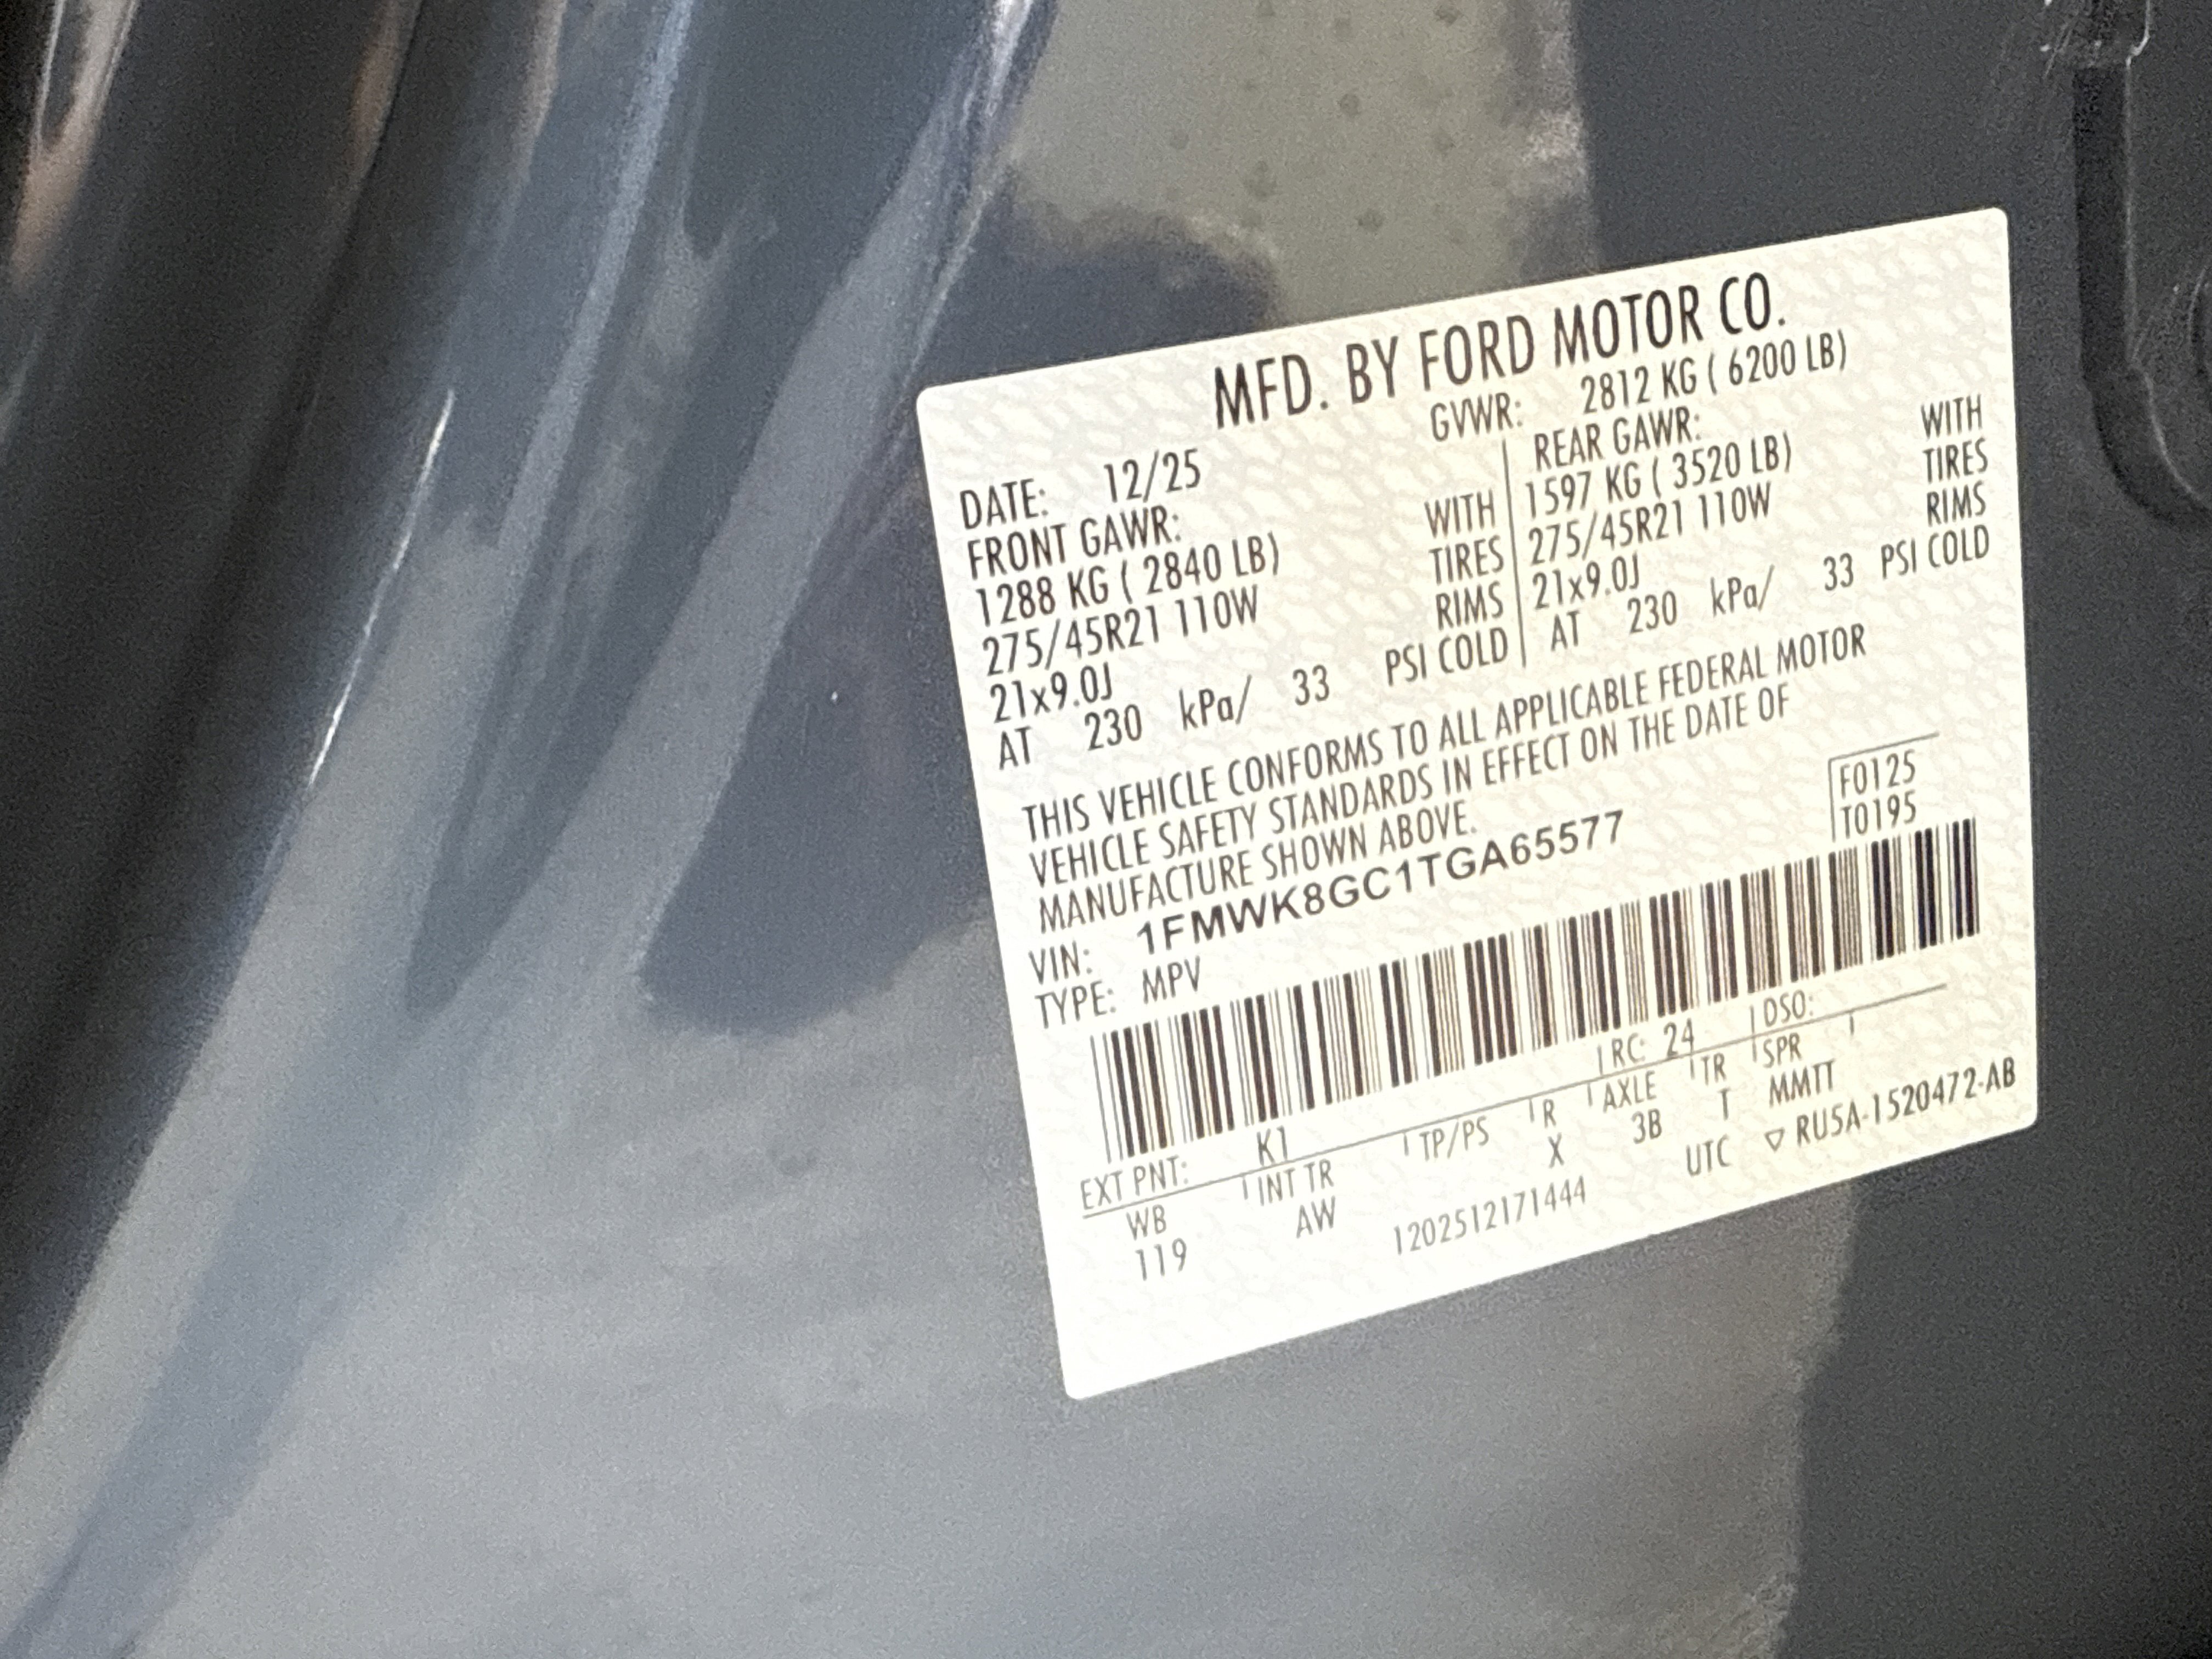 MFD. BY FORD MOTOR CO.
DATE: 12/25 GVWR: 2812 KG ( 6200 LB)
FRONT GAWR: REAR GAWR:
1288 KG ( 2840 LB) WITH 1597 KG ( 3520 LB) WITH
275/45R21 110W TIRES 275/45R21 110W TIRES
21x9.0J RIMS 21x9.0J RIMS
AT 230 kPa/ 33 PSI COLD AT 230 kPa/ 33 PSI COLD
THIS VEHICLE CONFORMS TO ALL APPLICABLE FEDERAL MOTOR
VEHICLE SAFETY STANDARDS IN EFFECT ON THE DATE OF
MANUFACTURE SHOWN ABOVE.
VIN: 1FMWK8GC1TGA65577 F0125
TYPE: MPV T0195
EXT PNT: K1 RC: 24 DSO:
WB INT TR TP/PS R AXLE TR SPR
119 AW X 3B T MMTT
1202512171444 UTC ▽ RU5A-1520472-AB